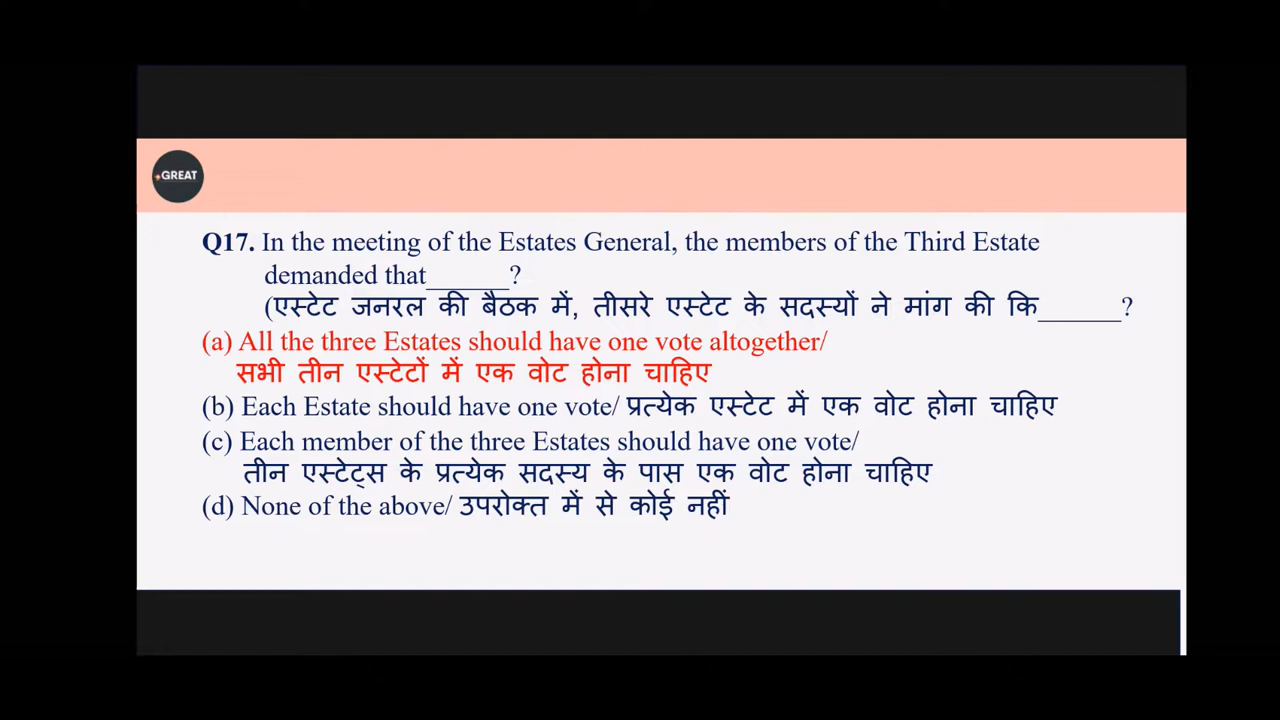 GREAT
Q17. In the meeting of the Estates General, the members of the Third Estate
demanded that______?
(एस्टेट जनरल की बैठक में, तीसरे एस्टेट के सदस्यों ने मांग की कि______?
(a) All the three Estates should have one vote altogether/
सभी तीन एस्टेटों में एक वोट होना चाहिए
(b) Each Estate should have one vote/ प्रत्येक एस्टेट में एक वोट होना चाहिए
(c) Each member of the three Estates should have one vote/
तीन एस्टेट्स के प्रत्येक सदस्य के पास एक वोट होना चाहिए
(d) None of the above/ उपरोक्त में से कोई नहीं